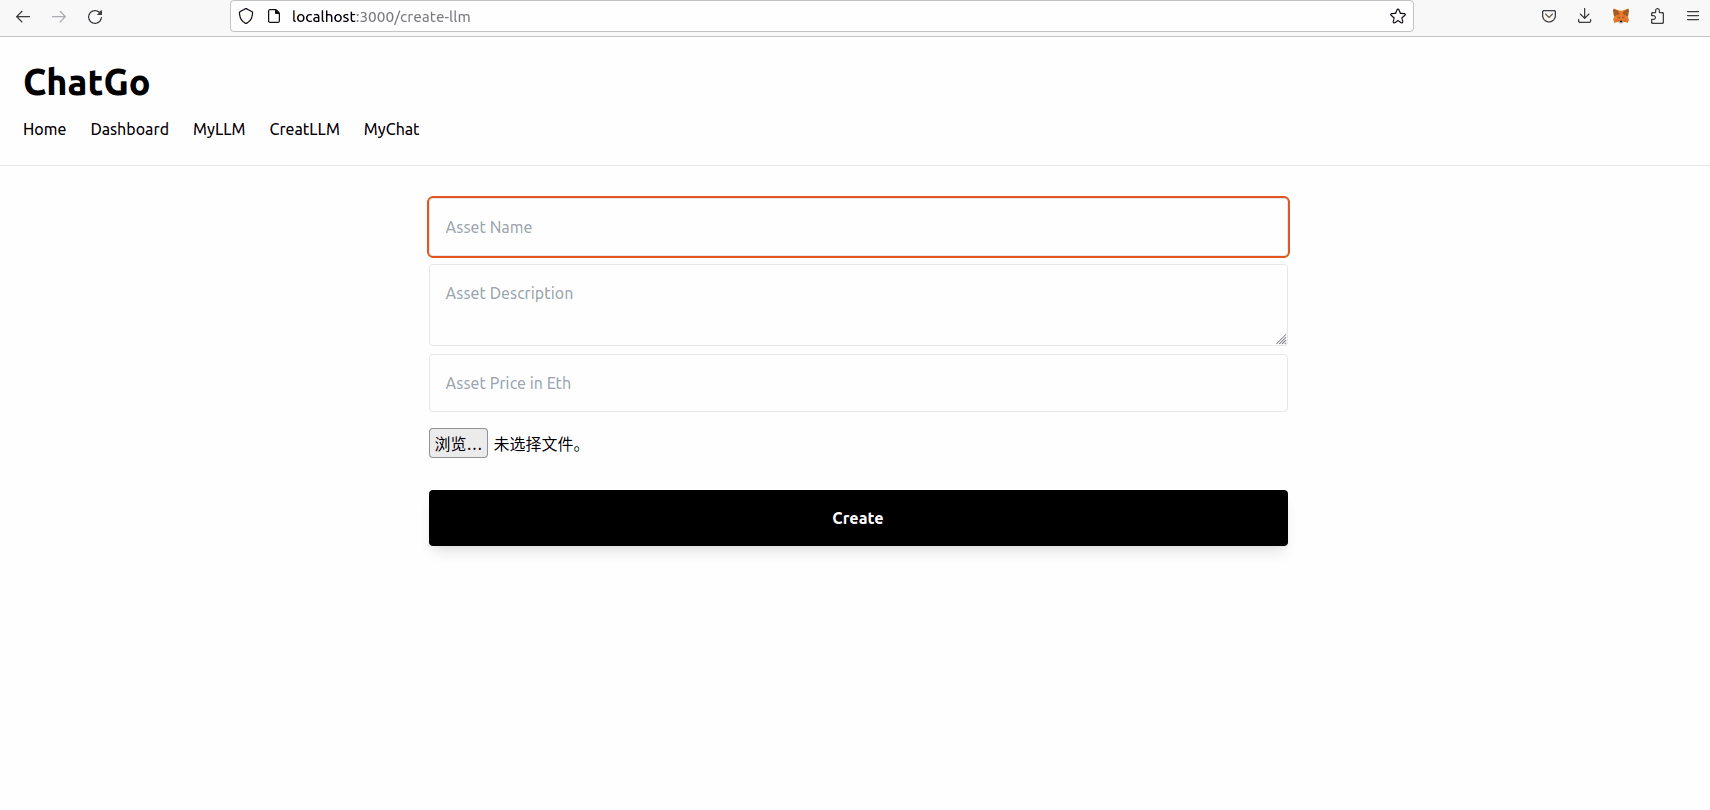 localhost:3000/create-llm
ChatGo
Home Dashboard MyLLM CreatLLM MyChat
Asset Name
Asset Description
Asset Price in Eth
浏览… 未选择文件。
Create